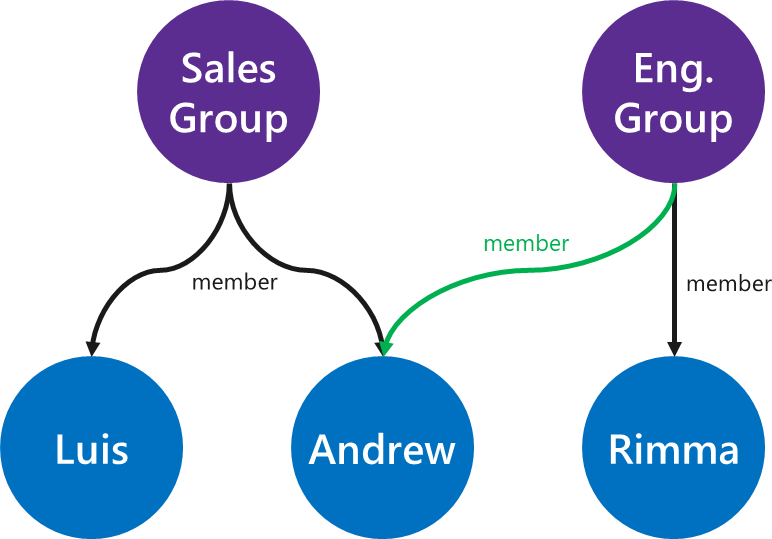 Sales
Group
Eng.
Group
member
member
member
Luis
Andrew
Rimma